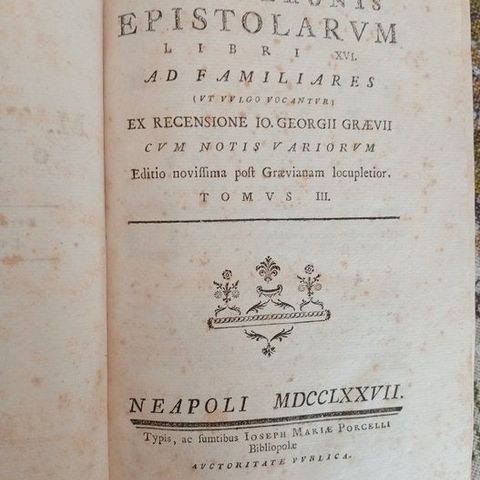 EPISTOLARVM
LIBRI XVI.
AD FAMILIARES
(VT VULGO VOCANTVR)
EX RECENSIONE IO. GEORGII GRÆVII
CVM NOTIS VARIORVM
Editio novissima post Grævianam locupletior.
TOMVS III.
NEAPOLI MDCCLXXVII.
Typis, ac sumtibus IOSEPH MARIÆ PORCELLI
Bibliopolæ
AVCTORITATE PVBLICA.